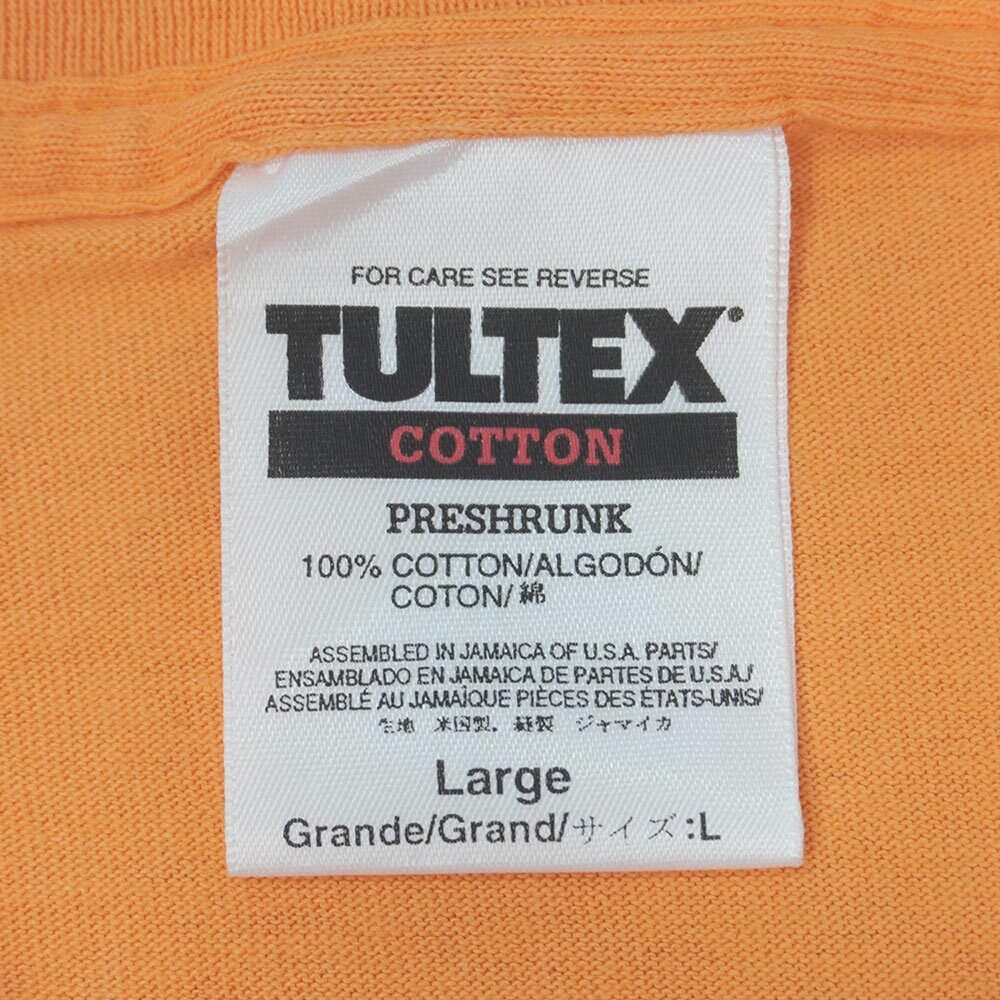 FOR CARE SEE REVERSE
TULTEX®
COTTON
PRESHRUNK
100% COTTON/ALGODÓN/
COTON/綿
ASSEMBLED IN JAMAICA OF U.S.A. PARTS/
ENSAMBLADO EN JAMAICA DE PARTES DE U.S.A./
ASSEMBLÉ AU JAMAÏQUE PIÈCES DES ÉTATS-UNIS/
生地 米国製, 縫製 ジャマイカ
Large
Grande/Grand/サイズ:L